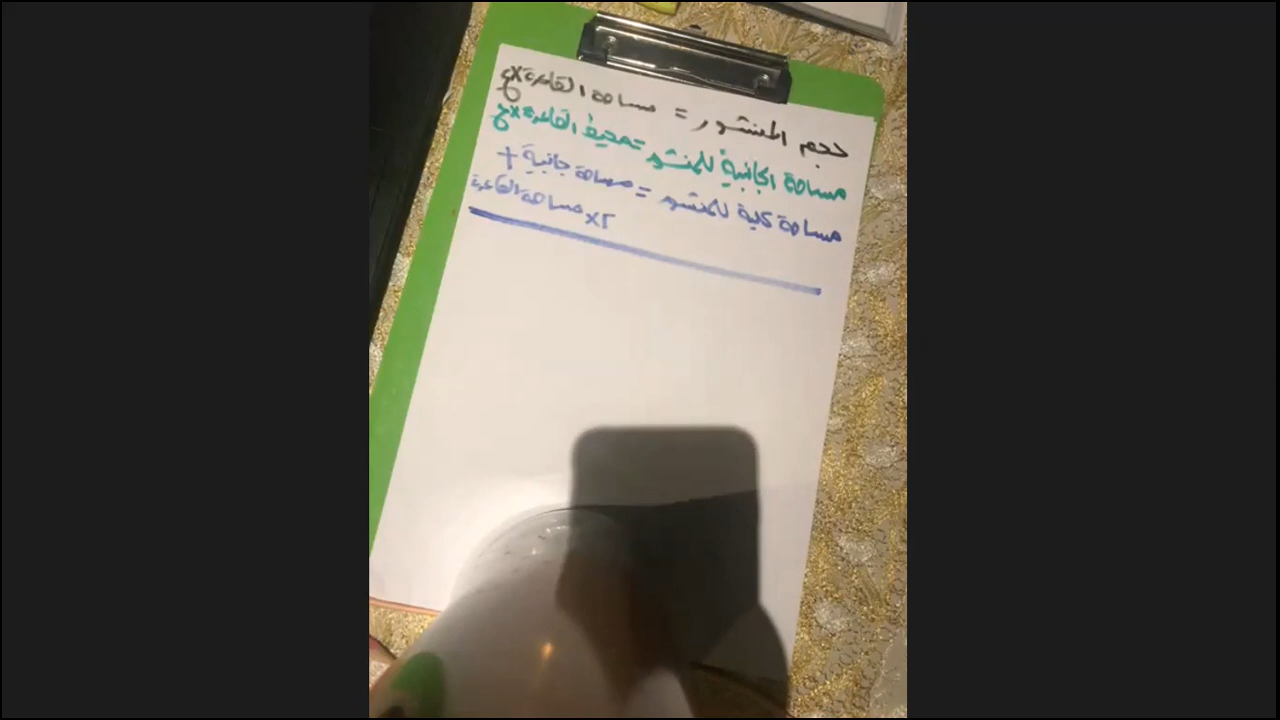 حجم المنشور = مساحة القاعدة × ع
مساحة الجانبية للمنشور = محيط القاعدة × ع
مساحة كلية للمنشور = مساحة جانبية +
٢ × مساحة القاعدة